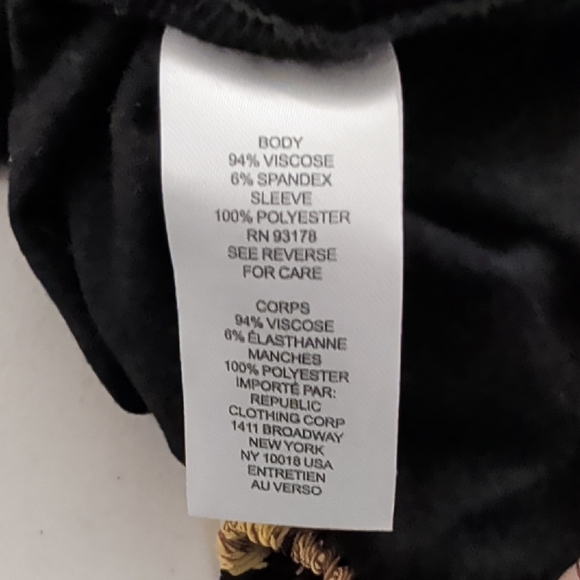 BODY
94% VISCOSE
6% SPANDEX
SLEEVE
100% POLYESTER
RN 93178
SEE REVERSE
FOR CARE
CORPS
94% VISCOSE
6% ÉLASTHANNE
MANCHES
100% POLYESTER
IMPORTÉ PAR:
REPUBLIC
CLOTHING CORP
1411 BROADWAY
NEW YORK
NY 10018 USA
ENTRETIEN
AU VERSO